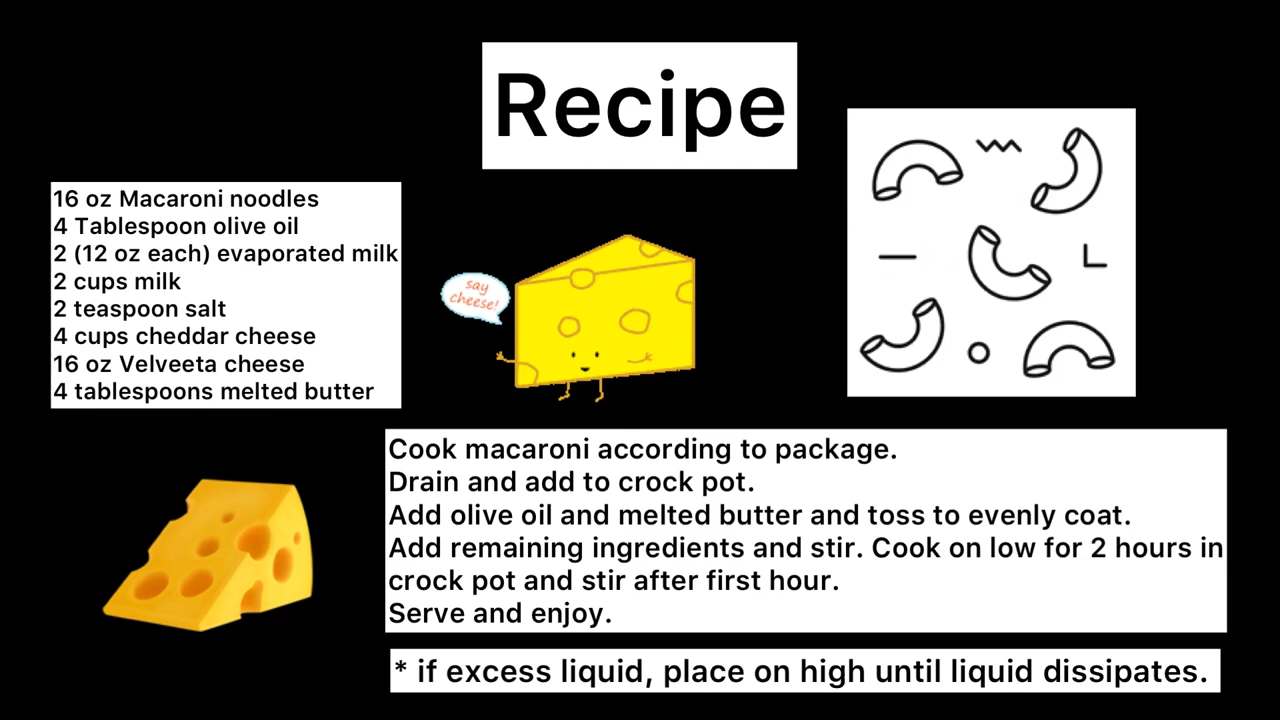 Recipe
16 oz Macaroni noodles
4 Tablespoon olive oil
2 (12 oz each) evaporated milk
2 cups milk
2 teaspoon salt
4 cups cheddar cheese
16 oz Velveeta cheese
4 tablespoons melted butter
say
cheese!
Cook macaroni according to package.
Drain and add to crock pot.
Add olive oil and melted butter and toss to evenly coat.
Add remaining ingredients and stir. Cook on low for 2 hours in
crock pot and stir after first hour.
Serve and enjoy.
* if excess liquid, place on high until liquid dissipates.